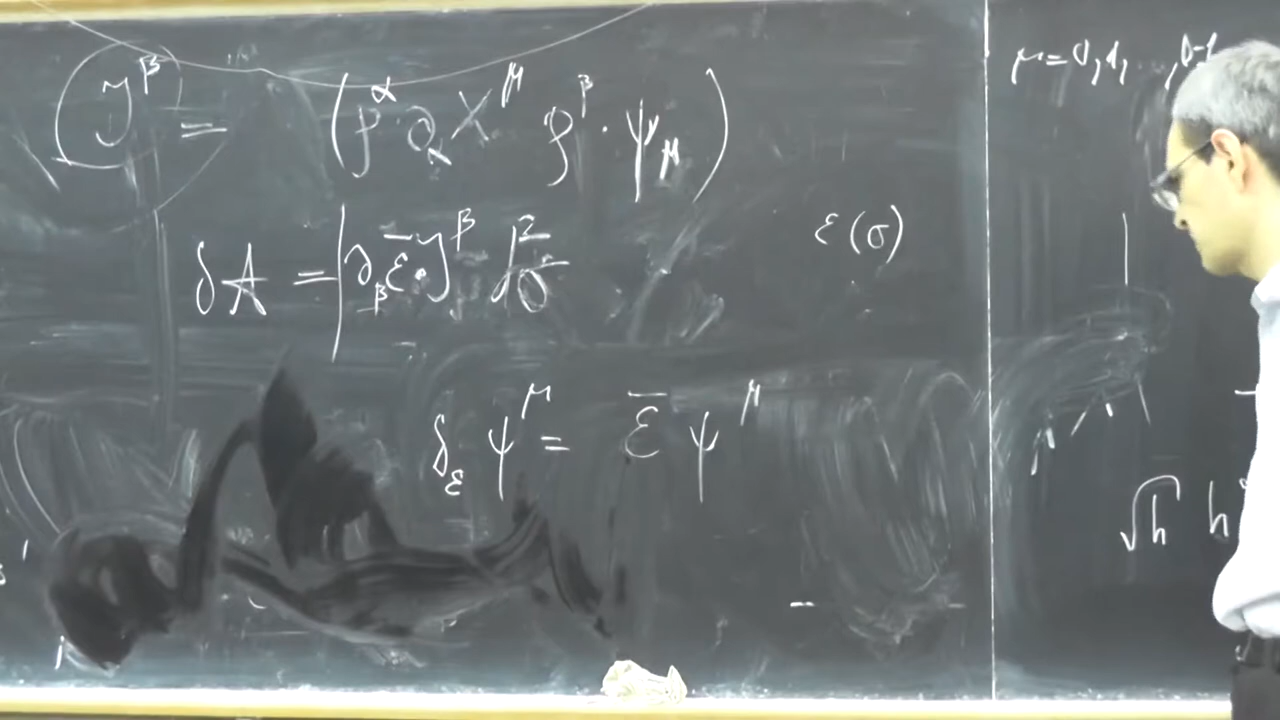 J^β = (ρ^α ∂_α X^μ ρ^β · ψ_μ)
δA = ∫ ∂_β ε̄ · J^β d²σ
ε(σ)
δ_ε ψ^μ = ε̄ ψ^μ
μ=0,1,...,D-1
√h h